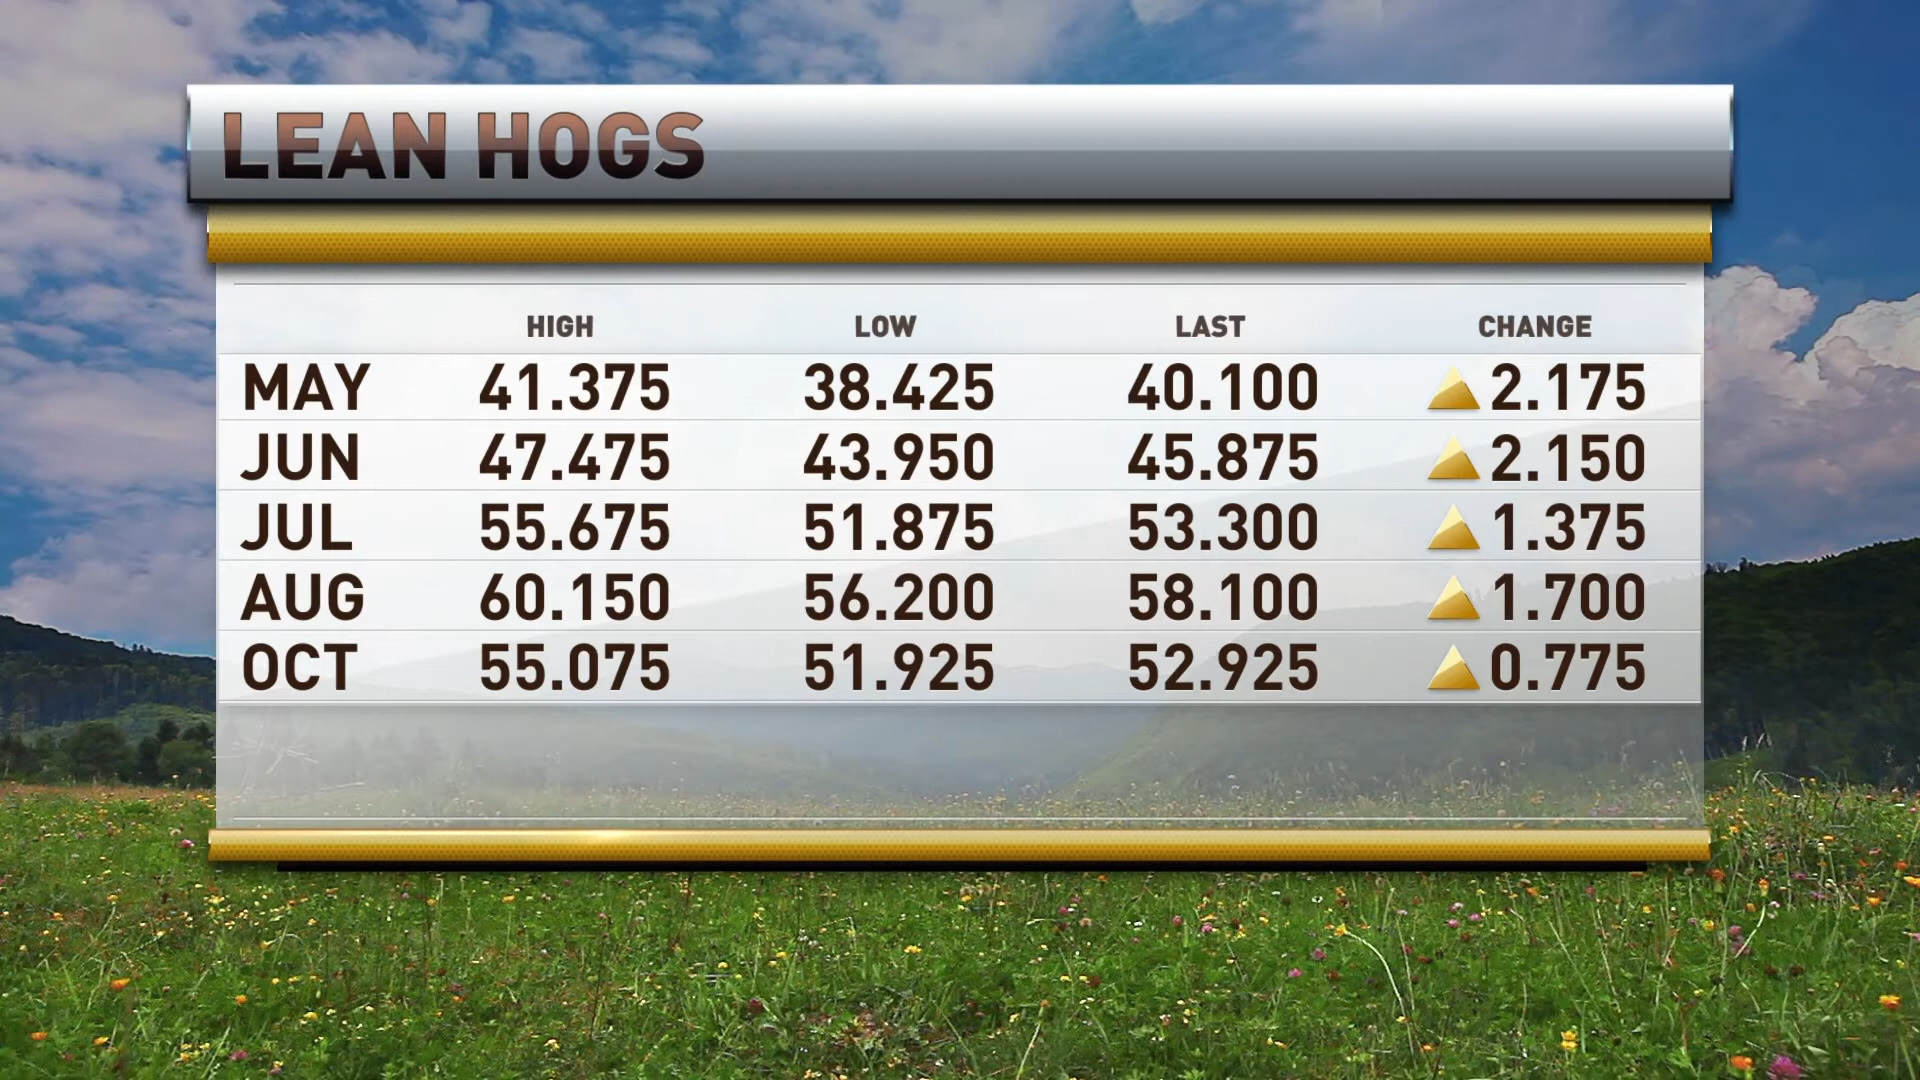 LEAN HOGS
HIGH LOW LAST CHANGE
MAY 41.375 38.425 40.100 2.175
JUN 47.475 43.950 45.875 2.150
JUL 55.675 51.875 53.300 1.375
AUG 60.150 56.200 58.100 1.700
OCT 55.075 51.925 52.925 0.775